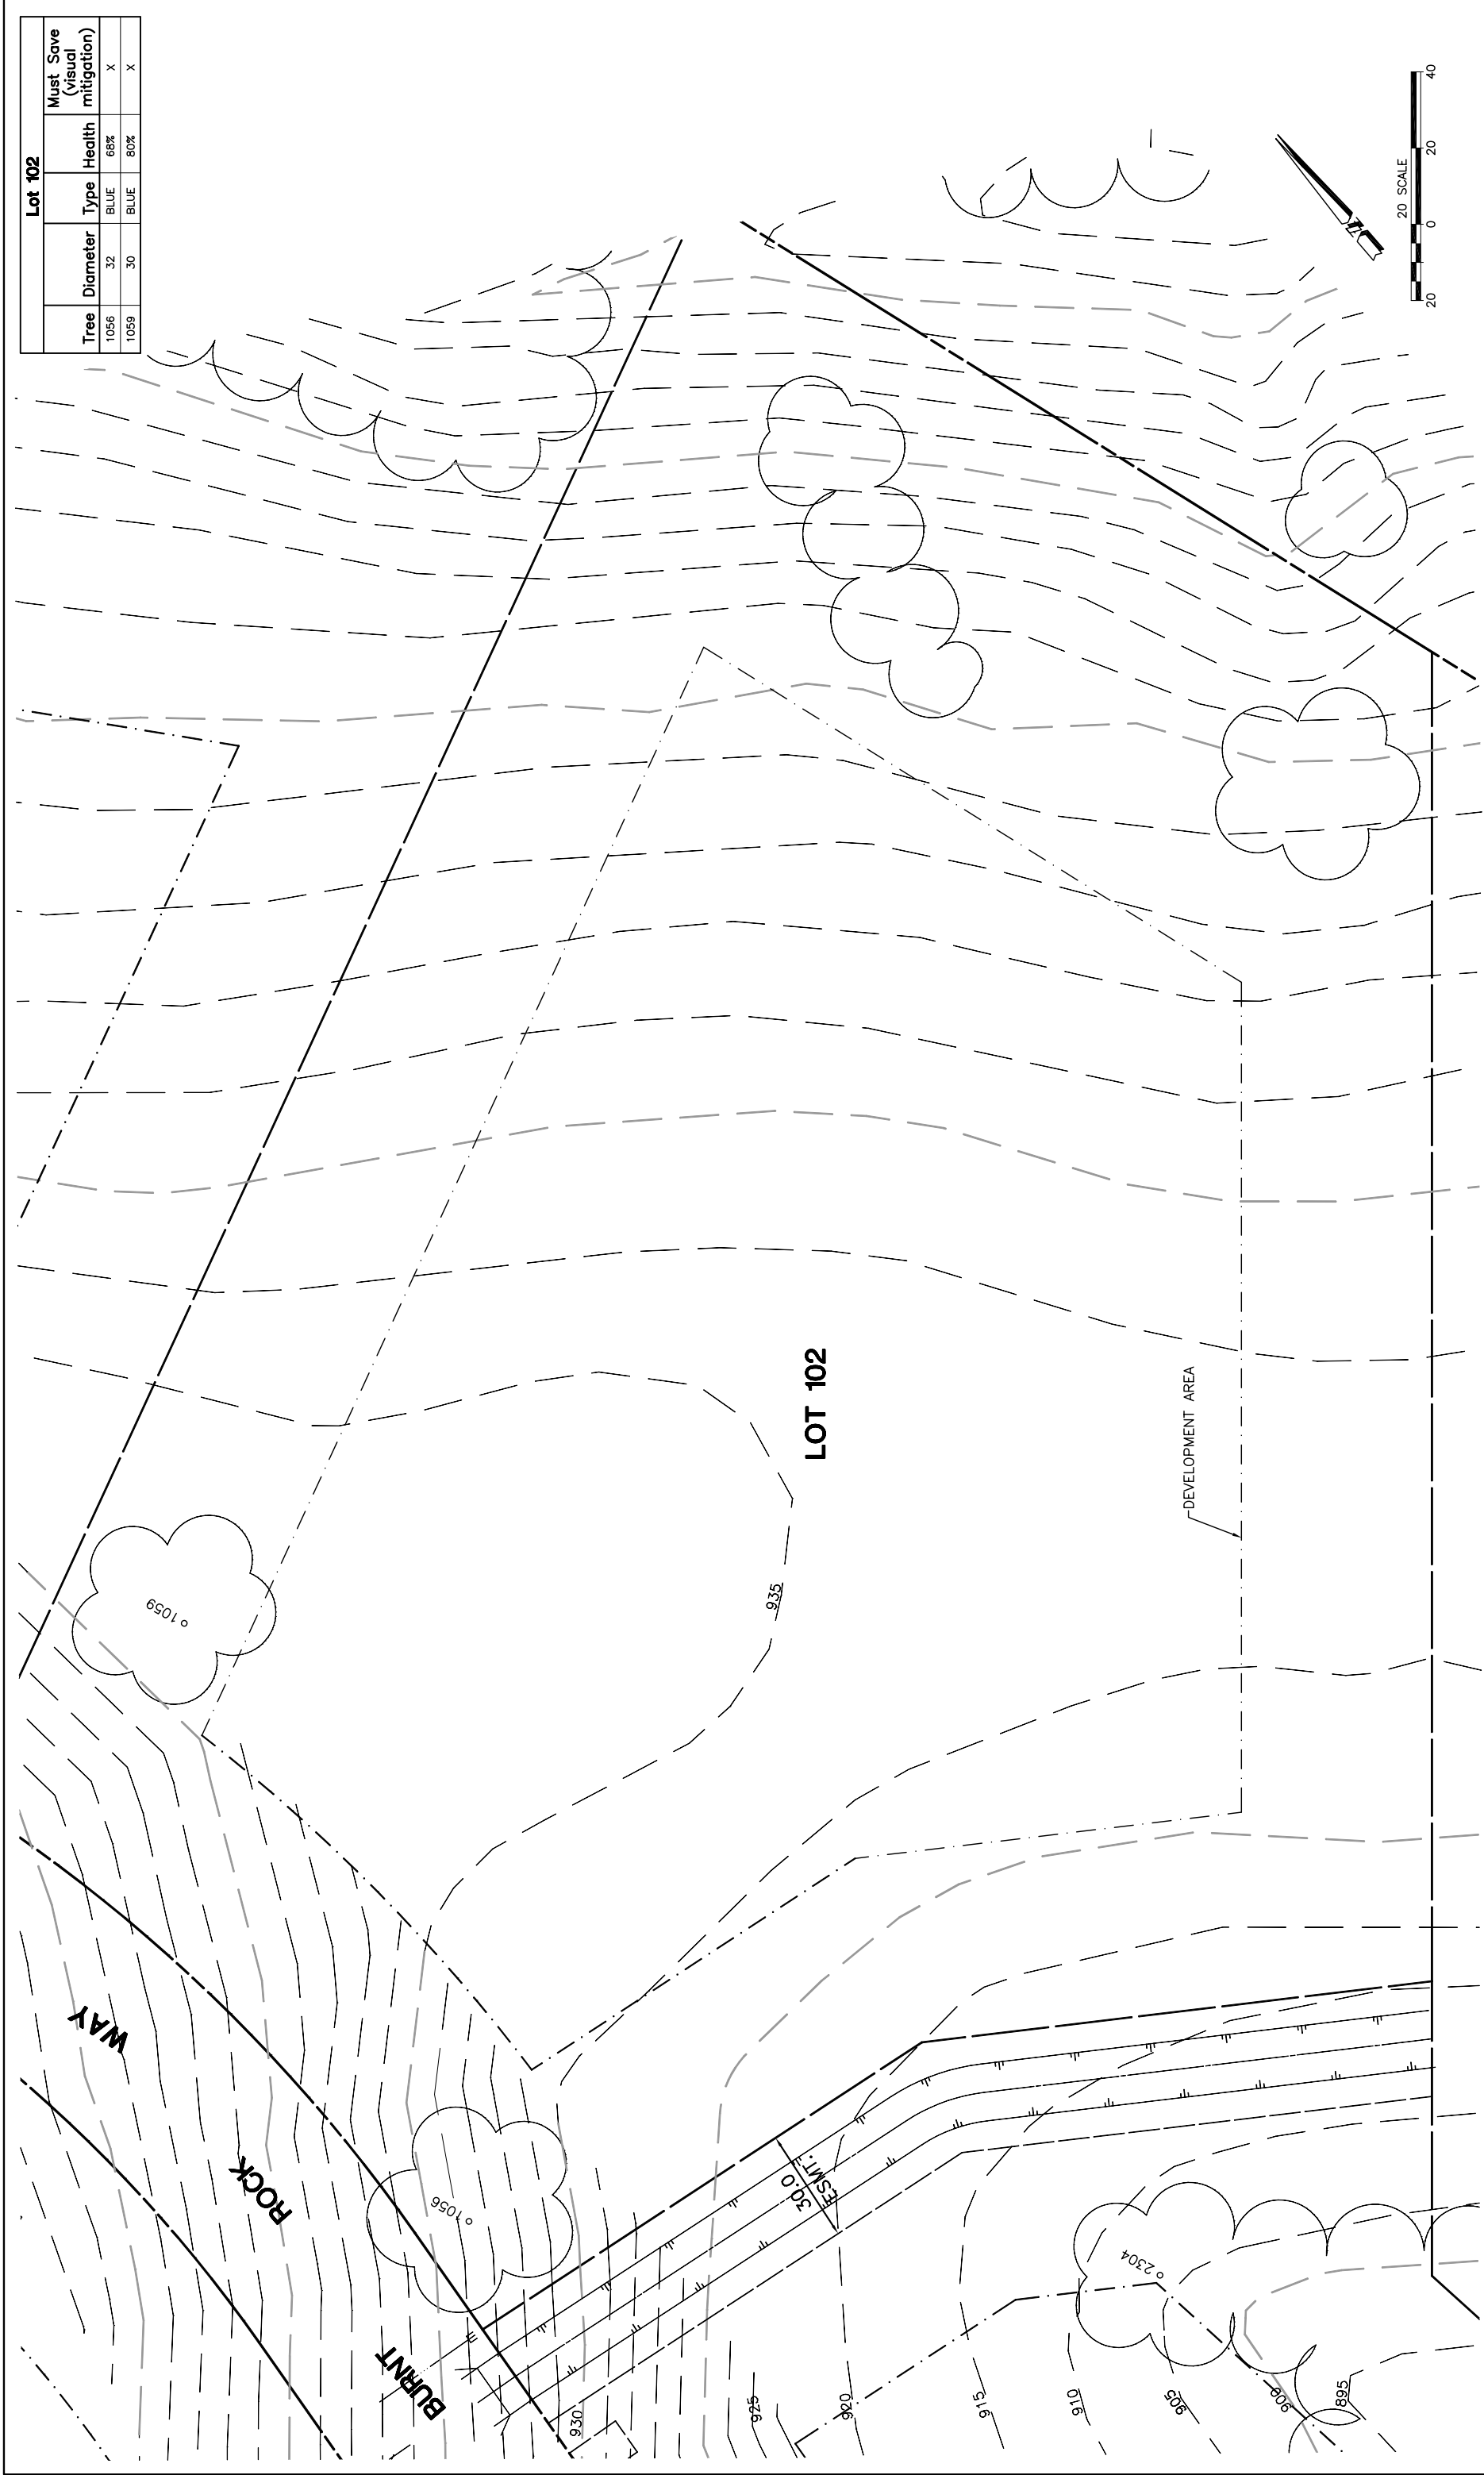 Lot 102
Tree Diameter Type Health Must Save (visual mitigation)
1056 32 BLUE 68% X
1059 30 BLUE 80% X
20 SCALE
20 0 20 40
N
LOT 102
DEVELOPMENT AREA
935
1059
1056
2304
BURNT ROCK WAY
30.0'
ESMT.
930
925
920
915
910
905
900
895